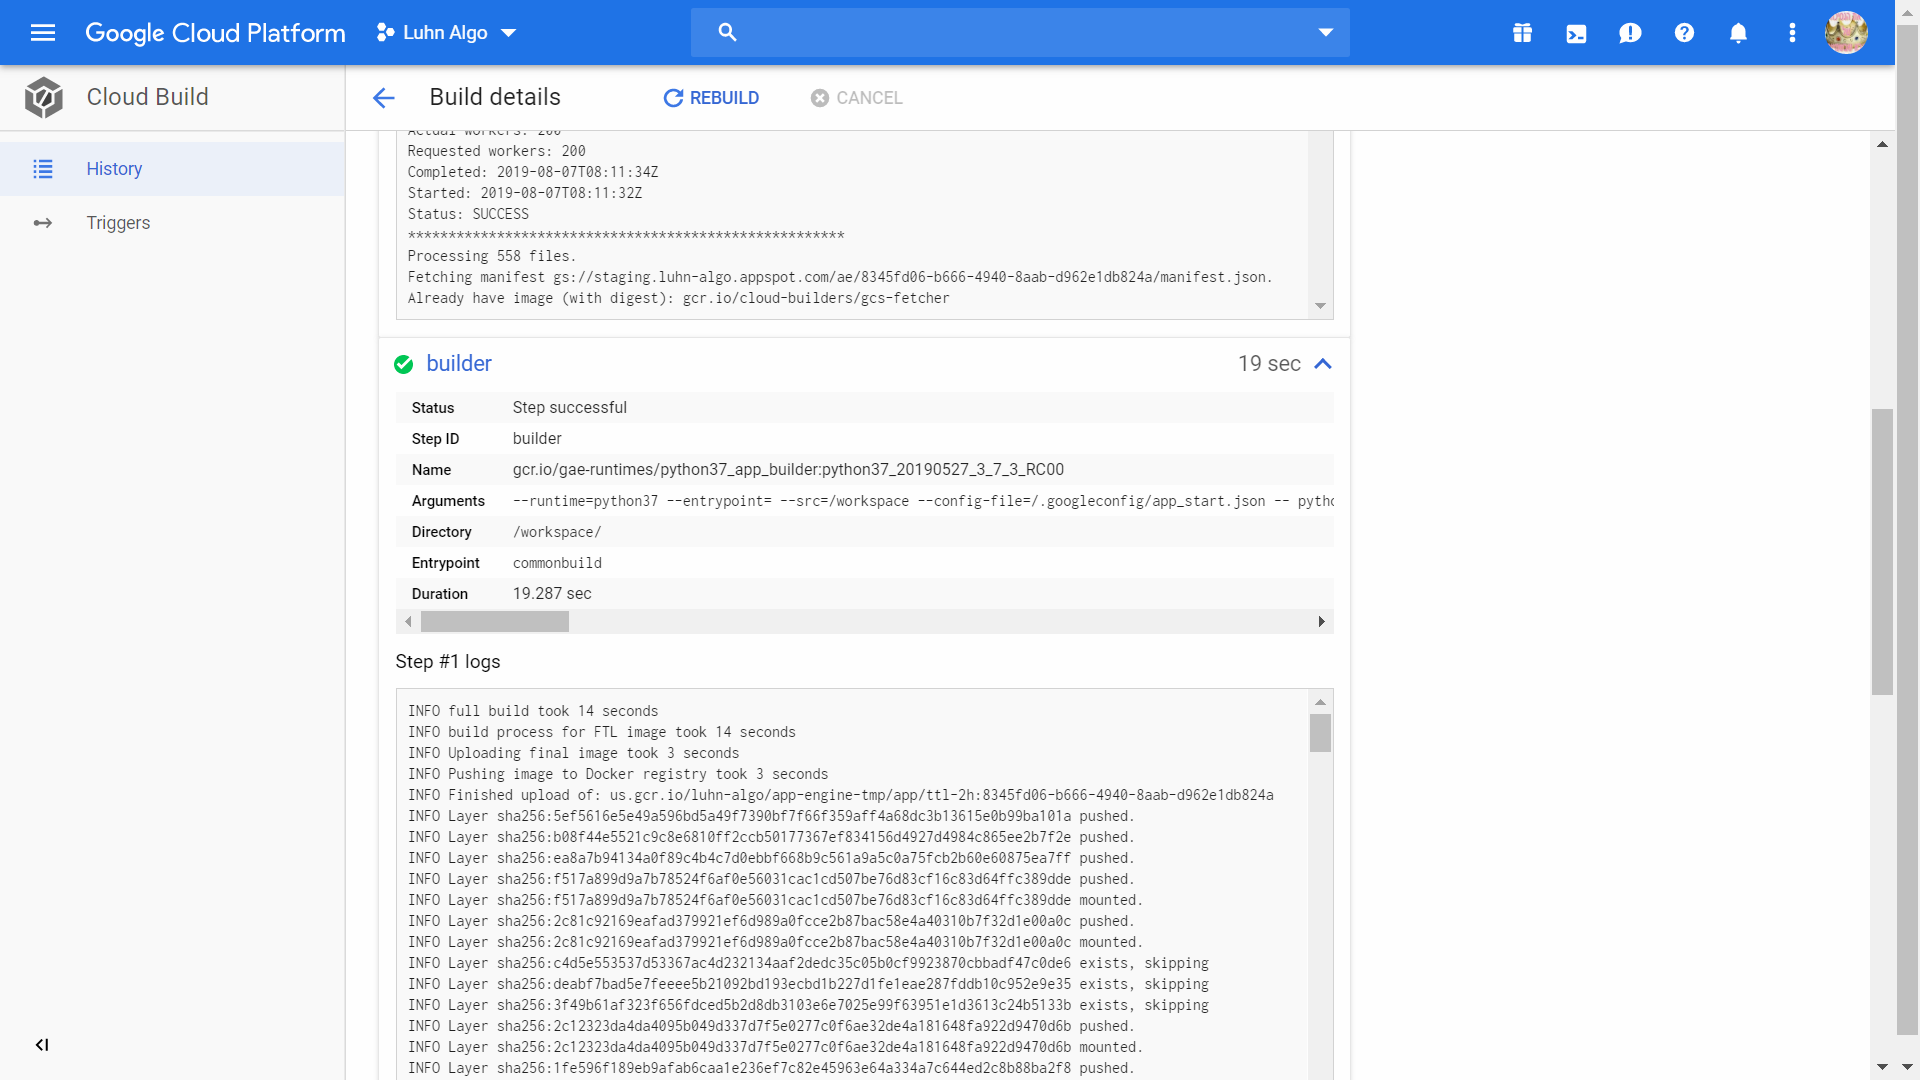 Google Cloud Platform
Luhn Algo
Cloud Build
Build details
REBUILD
CANCEL
History
Triggers
Actual workers: 200
Requested workers: 200
Completed: 2019-08-07T08:11:34Z
Started: 2019-08-07T08:11:32Z
Status: SUCCESS
******************************************************
Processing 558 files.
Fetching manifest gs://staging.luhn-algo.appspot.com/ae/8345fd06-b666-4940-8aab-d962e1db824a/manifest.json.
Already have image (with digest): gcr.io/cloud-builders/gcs-fetcher
builder
19 sec
Status Step successful
Step ID builder
Name gcr.io/gae-runtimes/python37_app_builder:python37_20190527_3_7_3_RC00
Arguments --runtime=python37 --entrypoint= --src=/workspace --config-file=/.googleconfig/app_start.json -- pytho
Directory /workspace/
Entrypoint commonbuild
Duration 19.287 sec
Step #1 logs
INFO full build took 14 seconds
INFO build process for FTL image took 14 seconds
INFO Uploading final image took 3 seconds
INFO Pushing image to Docker registry took 3 seconds
INFO Finished upload of: us.gcr.io/luhn-algo/app-engine-tmp/app/ttl-2h:8345fd06-b666-4940-8aab-d962e1db824a
INFO Layer sha256:5ef5616e5e49a596bd5a49f7390bf7f66f359aff4a68dc3b13615e0b99ba101a pushed.
INFO Layer sha256:b08f44e5521c9c8e6810ff2ccb50177367ef834156d4927d4984c865ee2b7f2e pushed.
INFO Layer sha256:ea8a7b94134a0f89c4b4c7d0ebbf668b9c561a9a5c0a75fcb2b60e60875ea7ff pushed.
INFO Layer sha256:f517a899d9a7b78524f6af0e56031cac1cd507be76d83cf16c83d64ffc389dde pushed.
INFO Layer sha256:f517a899d9a7b78524f6af0e56031cac1cd507be76d83cf16c83d64ffc389dde mounted.
INFO Layer sha256:2c81c92169eafad379921ef6d989a0fcce2b87bac58e4a40310b7f32d1e00a0c pushed.
INFO Layer sha256:2c81c92169eafad379921ef6d989a0fcce2b87bac58e4a40310b7f32d1e00a0c mounted.
INFO Layer sha256:c4d5e553537d53367ac4d232134aaf2dedc35c05b0cf9923870cbbadf47c0de6 exists, skipping
INFO Layer sha256:deabf7bad5e7feeee5b21092bd193ecbd1b227d1fe1eae287fddb10c952e9e35 exists, skipping
INFO Layer sha256:3f49b61af323f656fdced5b2d8db3103e6e7025e99f63951e1d3613c24b5133b exists, skipping
INFO Layer sha256:2c12323da4da4095b049d337d7f5e0277c0f6ae32de4a181648fa922d9470d6b pushed.
INFO Layer sha256:2c12323da4da4095b049d337d7f5e0277c0f6ae32de4a181648fa922d9470d6b mounted.
INFO Layer sha256:1fe596f189eb9afab6caa1e236ef7c82e45963e64a334a7c644ed2c8b88ba2f8 pushed.